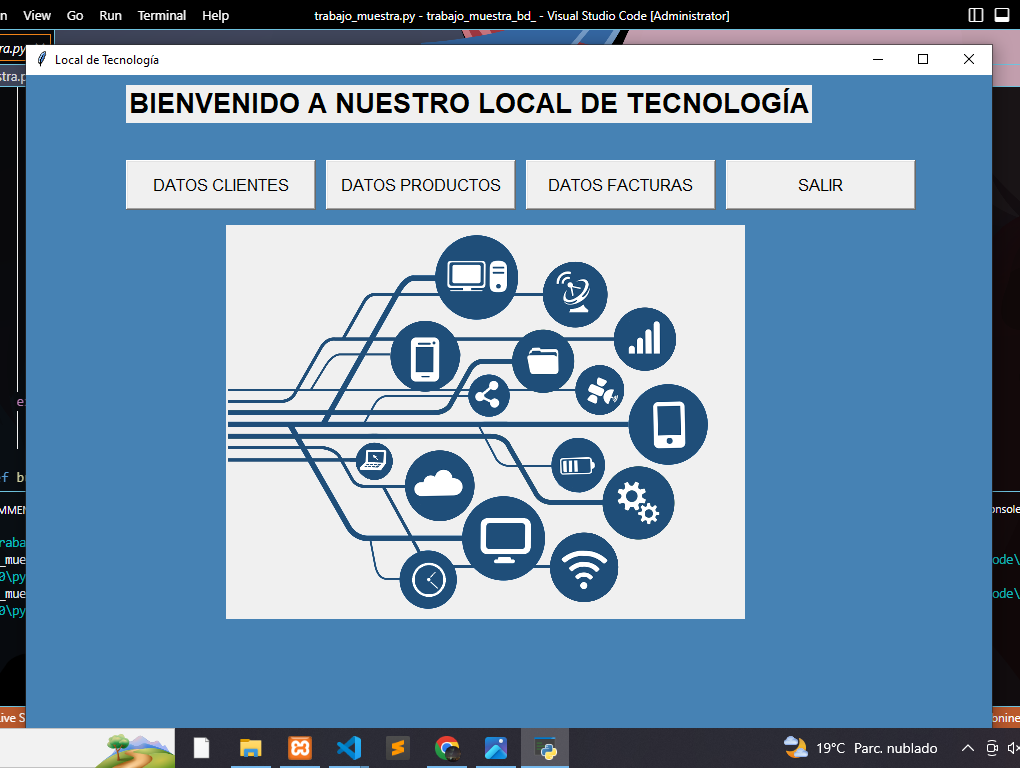 View Go Run Terminal Help trabajo_muestra.py - trabajo_muestra_bd_ - Visual Studio Code [Administrator]
Local de Tecnología
BIENVENIDO A NUESTRO LOCAL DE TECNOLOGÍA
DATOS CLIENTES DATOS PRODUCTOS DATOS FACTURAS SALIR
19°C Parc. nublado